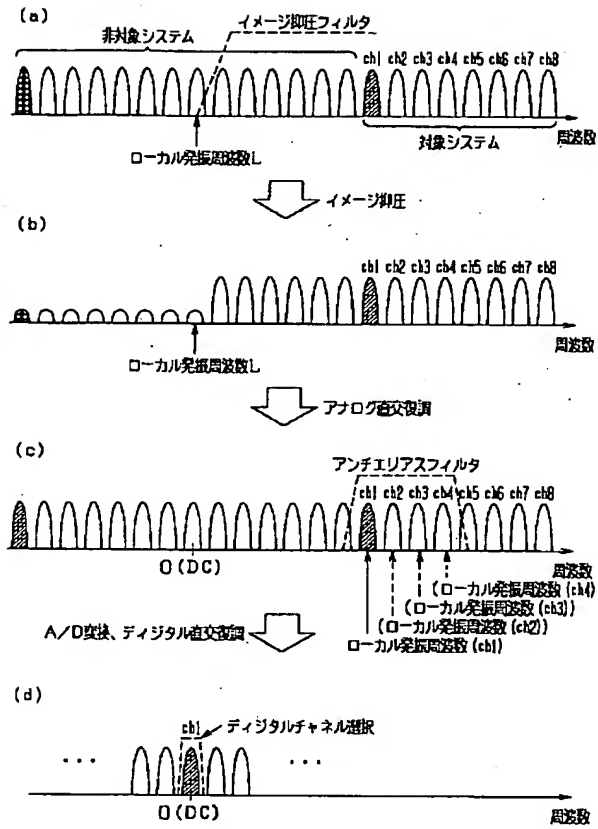 (a)
イメージ抑圧フィルタ
非対象システム
ch1 ch2 ch3 ch4 ch5 ch6 ch7 ch8
周波数
ローカル発振周波数L
対象システム
イメージ抑圧
(b)
ch1 ch2 ch3 ch4 ch5 ch6 ch7 ch8
周波数
ローカル発振周波数L
アナログ直交復調
(c)
アンチエリアスフィルタ
ch1 ch2 ch3 ch4 ch5 ch6 ch7 ch8
O(DC)
周波数
(ローカル発振周波数(ch4)
(ローカル発振周波数(ch3))
(ローカル発振周波数(ch2))
ローカル発振周波数(ch1)
A/D変換、ディジタル直交復調
(d)
ch1
ディジタルチャネル選択
・・・
・・・
O(DC)
周波数